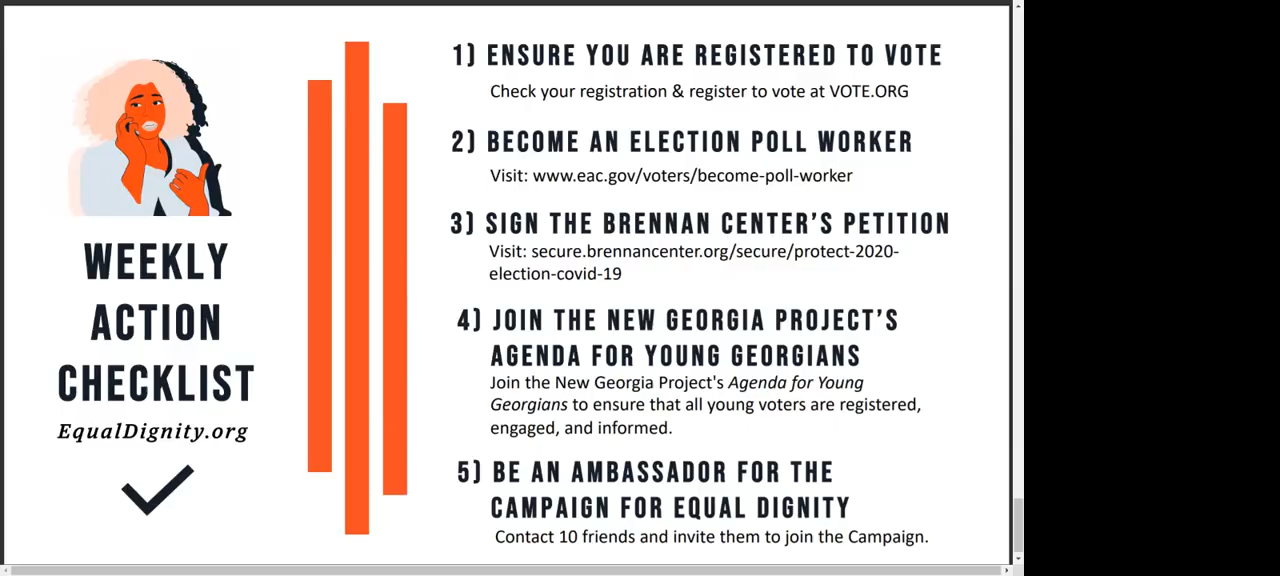 WEEKLY
ACTION
CHECKLIST
EqualDignity.org
1) ENSURE YOU ARE REGISTERED TO VOTE
Check your registration & register to vote at VOTE.ORG
2) BECOME AN ELECTION POLL WORKER
Visit: www.eac.gov/voters/become-poll-worker
3) SIGN THE BRENNAN CENTER’S PETITION
Visit: secure.brennancenter.org/secure/protect-2020-
election-covid-19
4) JOIN THE NEW GEORGIA PROJECT’S
AGENDA FOR YOUNG GEORGIANS
Join the New Georgia Project's Agenda for Young
Georgians to ensure that all young voters are registered,
engaged, and informed.
5) BE AN AMBASSADOR FOR THE
CAMPAIGN FOR EQUAL DIGNITY
Contact 10 friends and invite them to join the Campaign.